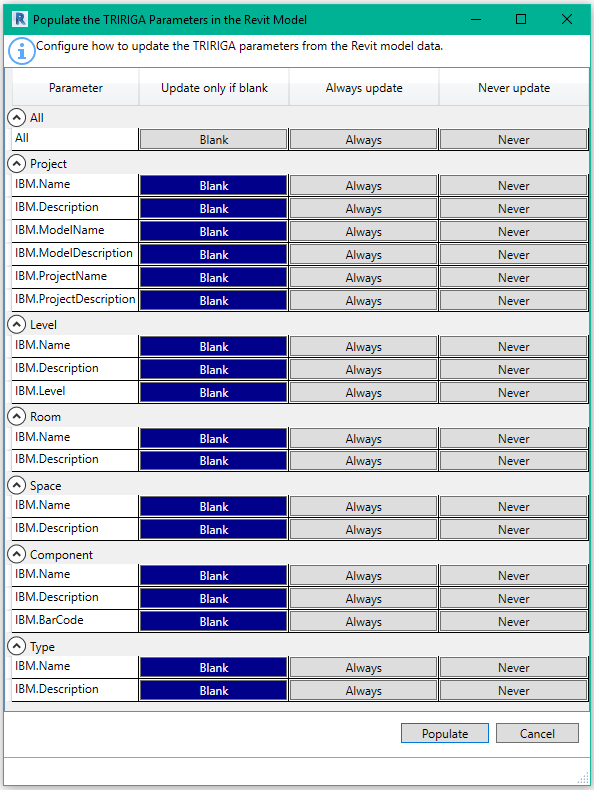 R Populate the TRIRIGA Parameters in the Revit Model
Configure how to update the TRIRIGA parameters from the Revit model data.
Parameter Update only if blank Always update Never update
All
All Blank Always Never
Project
IBM.Name Blank Always Never
IBM.Description Blank Always Never
IBM.ModelName Blank Always Never
IBM.ModelDescription Blank Always Never
IBM.ProjectName Blank Always Never
IBM.ProjectDescription Blank Always Never
Level
IBM.Name Blank Always Never
IBM.Description Blank Always Never
IBM.Level Blank Always Never
Room
IBM.Name Blank Always Never
IBM.Description Blank Always Never
Space
IBM.Name Blank Always Never
IBM.Description Blank Always Never
Component
IBM.Name Blank Always Never
IBM.Description Blank Always Never
IBM.BarCode Blank Always Never
Type
IBM.Name Blank Always Never
IBM.Description Blank Always Never
Populate Cancel